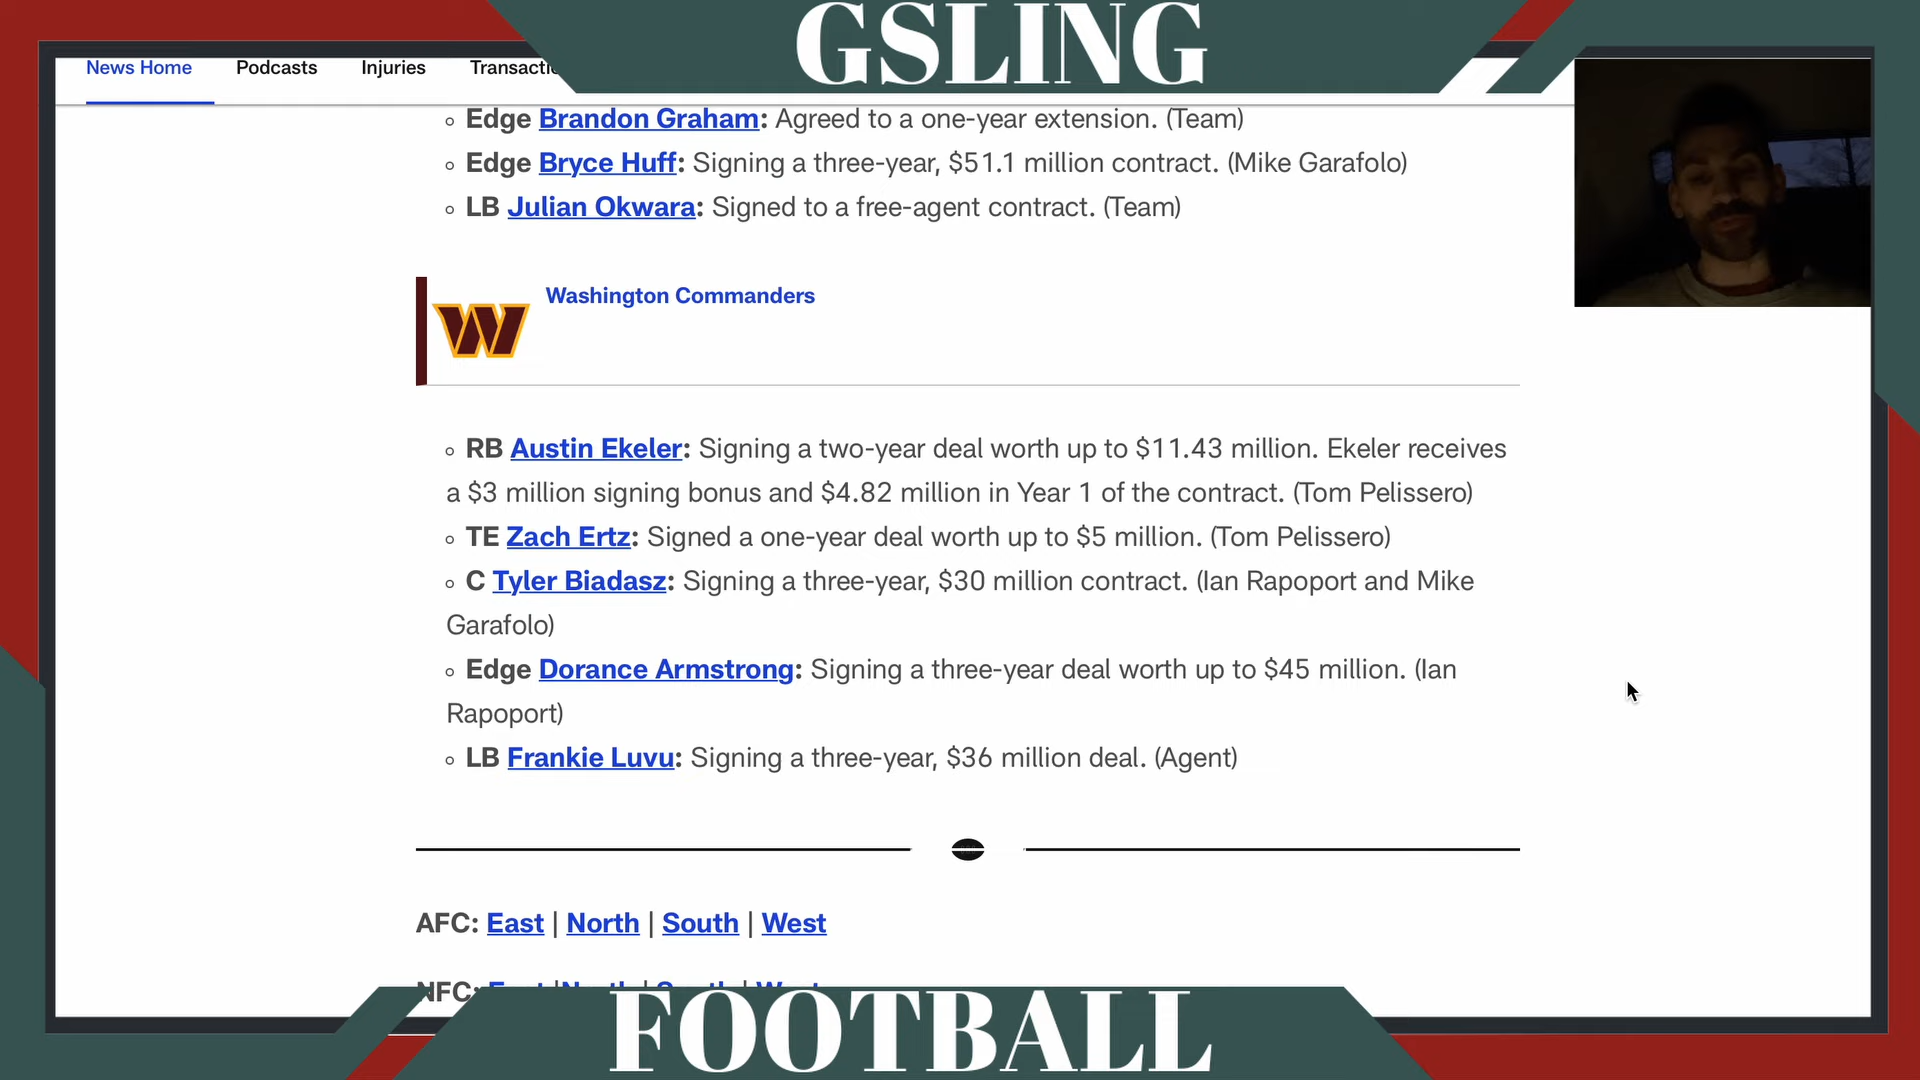 GSLING
News Home Podcasts Injuries
Edge Brandon Graham: Agreed to a one-year extension. (Team)
Edge Bryce Huff: Signing a three-year, $51.1 million contract. (Mike Garafolo)
LB Julian Okwara: Signed to a free-agent contract. (Team)
W
Washington Commanders
RB Austin Ekeler: Signing a two-year deal worth up to $11.43 million. Ekeler receives
a $3 million signing bonus and $4.82 million in Year 1 of the contract. (Tom Pelissero)
TE Zach Ertz: Signed a one-year deal worth up to $5 million. (Tom Pelissero)
C Tyler Biadasz: Signing a three-year, $30 million contract. (Ian Rapoport and Mike
Garafolo)
Edge Dorance Armstrong: Signing a three-year deal worth up to $45 million. (Ian
Rapoport)
LB Frankie Luvu: Signing a three-year, $36 million deal. (Agent)
AFC: East | North | South | West
NFC: East | North | South | West
FOOTBALL